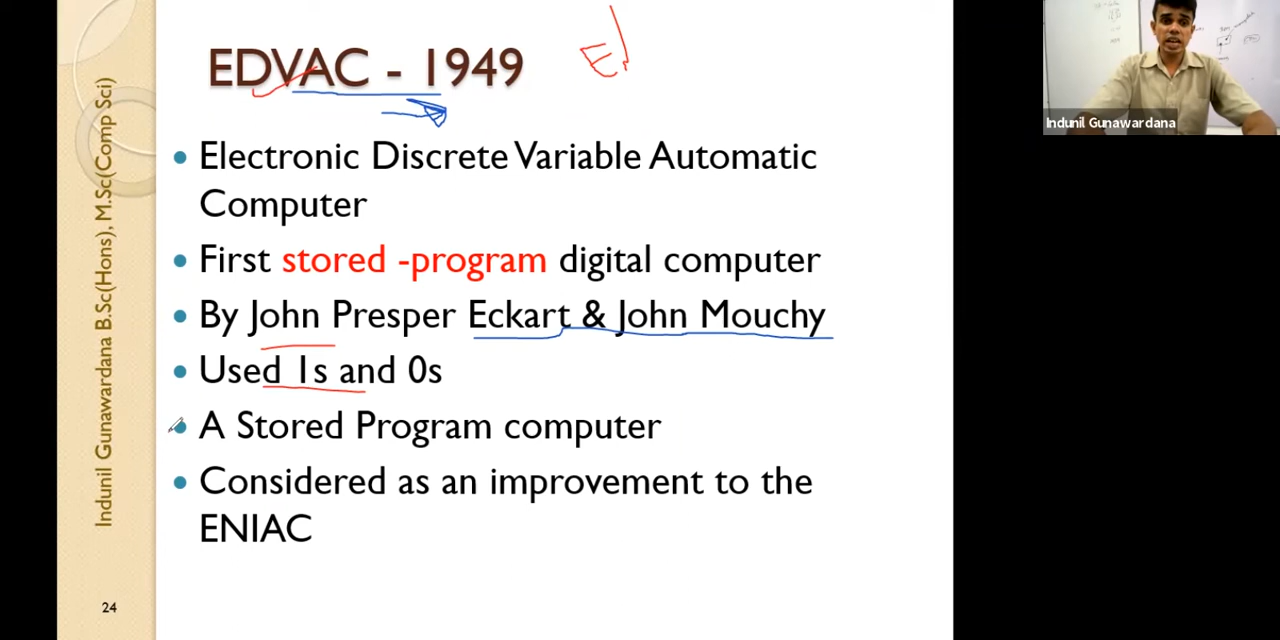 EDVAC - 1949
Electronic Discrete Variable Automatic
Computer
First stored -program digital computer
By John Presper Eckart & John Mouchy
Used 1s and 0s
A Stored Program computer
Considered as an improvement to the
ENIAC
Indunil Gunawardana B.Sc(Hons), M.Sc(Comp Sci)
24
Indunil Gunawardana